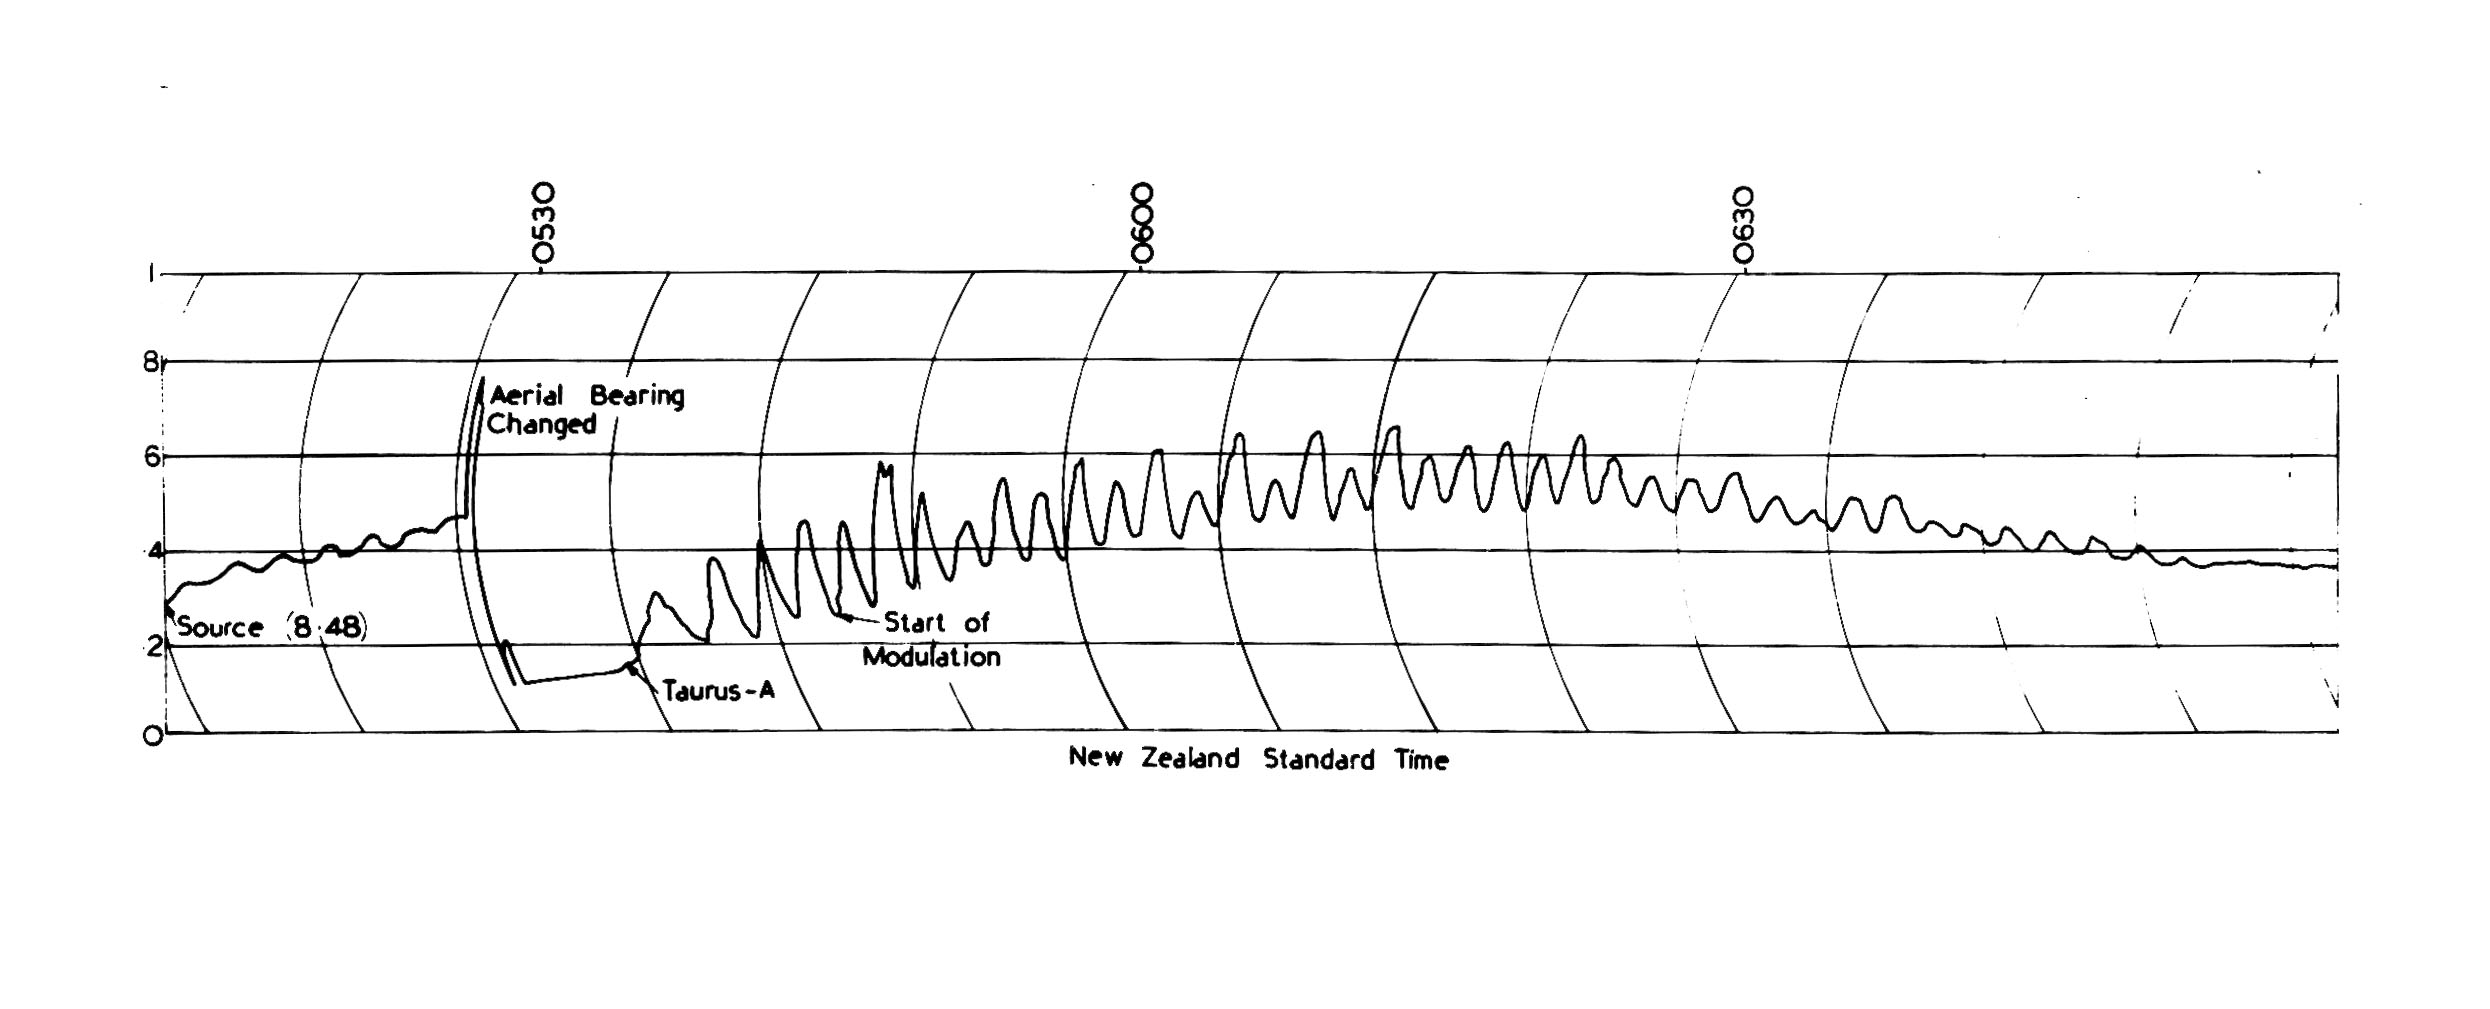 0530
0600
0630
1
8
Aerial Bearing
Changed
6
.4
Source (8.48)
Start of
.2
Modulation
Taurus-A
0
New Zealand Standard Time